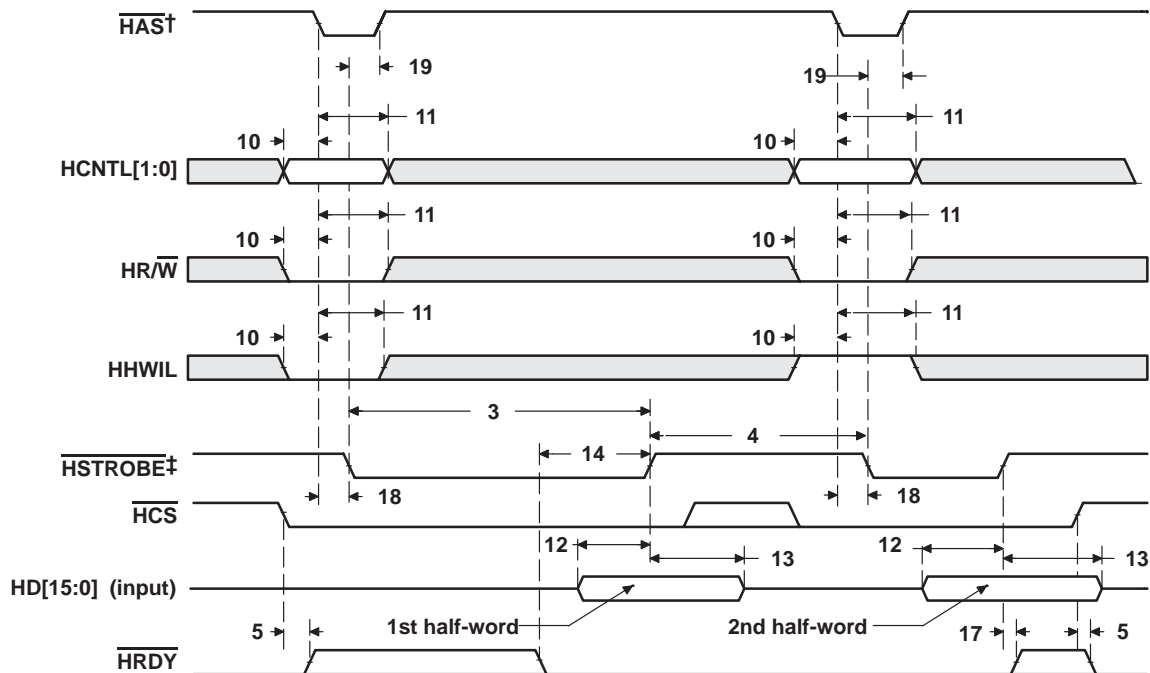 HAS†
19
19
11
11
10
10
HCNTL[1:0]
11
11
10
10
HR/W
11
11
10
10
HHWIL
3
4
14
HSTROBE‡
18
18
HCS
12
12
13
13
HD[15:0] (input)
1st half-word
2nd half-word
5
17
5
HRDY